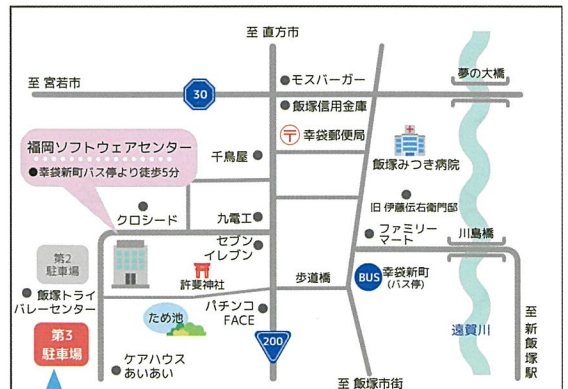 至 直方市
至 宮若市
30
モスバーガー
夢の大橋
飯塚信用金庫
幸袋郵便局
福岡ソフトウェアセンター
●幸袋新町バス停より徒歩5分
千鳥屋
飯塚みつき病院
旧 伊藤伝右衛門邸
クロシード
九電工
ファミリー
マート
川島橋
セブン
イレブン
第2
駐車場
許斐神社
歩道橋
BUS
幸袋新町
(バス停)
飯塚トライ
バレーセンター
ため池
パチンコ
FACE
至 新飯塚駅
第3
駐車場
200
遠賀川
ケアハウス
あいあい
至 飯塚市街